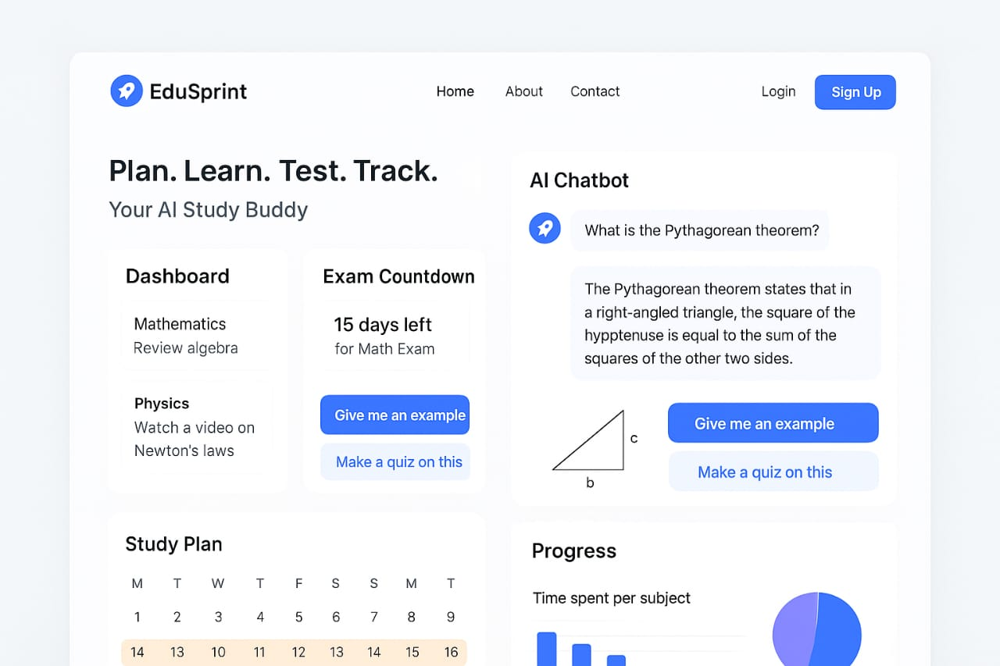 EduSprint
Home About Contact
Login Sign Up
Plan. Learn. Test. Track.
Your AI Study Buddy
Dashboard
Mathematics
Review algebra
Physics
Watch a video on
Newton's laws
Exam Countdown
15 days left
for Math Exam
Give me an example
Make a quiz on this
AI Chatbot
What is the Pythagorean theorem?
The Pythagorean theorem states that in
a right-angled triangle, the square of the
hypptenuse is equal to the sum of the
squares of the other two sides.
c
b
Give me an example
Make a quiz on this
Study Plan
M T W T F S S M T
1 2 3 4 5 6 7 8 9
14 13 10 11 12 13 14 15 16
Progress
Time spent per subject